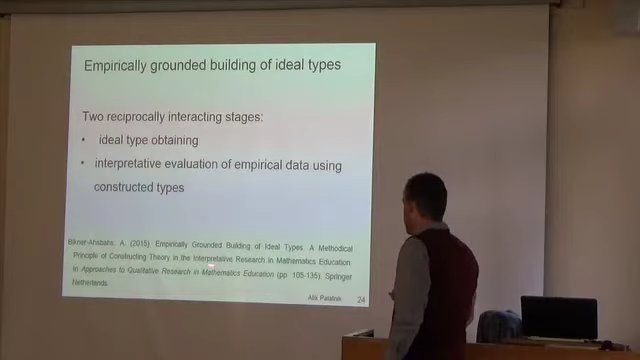 Empirically grounded building of ideal types
Two reciprocally interacting stages:
• ideal type obtaining
• interpretative evaluation of empirical data using
constructed types
Bikner-Ahsbahs, A. (2015). Empirically Grounded Building of Ideal Types. A Methodical
Principle of Constructing Theory in the Interpretative Research in Mathematics Education.
In Approaches to Qualitative Research in Mathematics Education (pp. 105-135): Springer
Netherlands.
Alik Palatnik 24